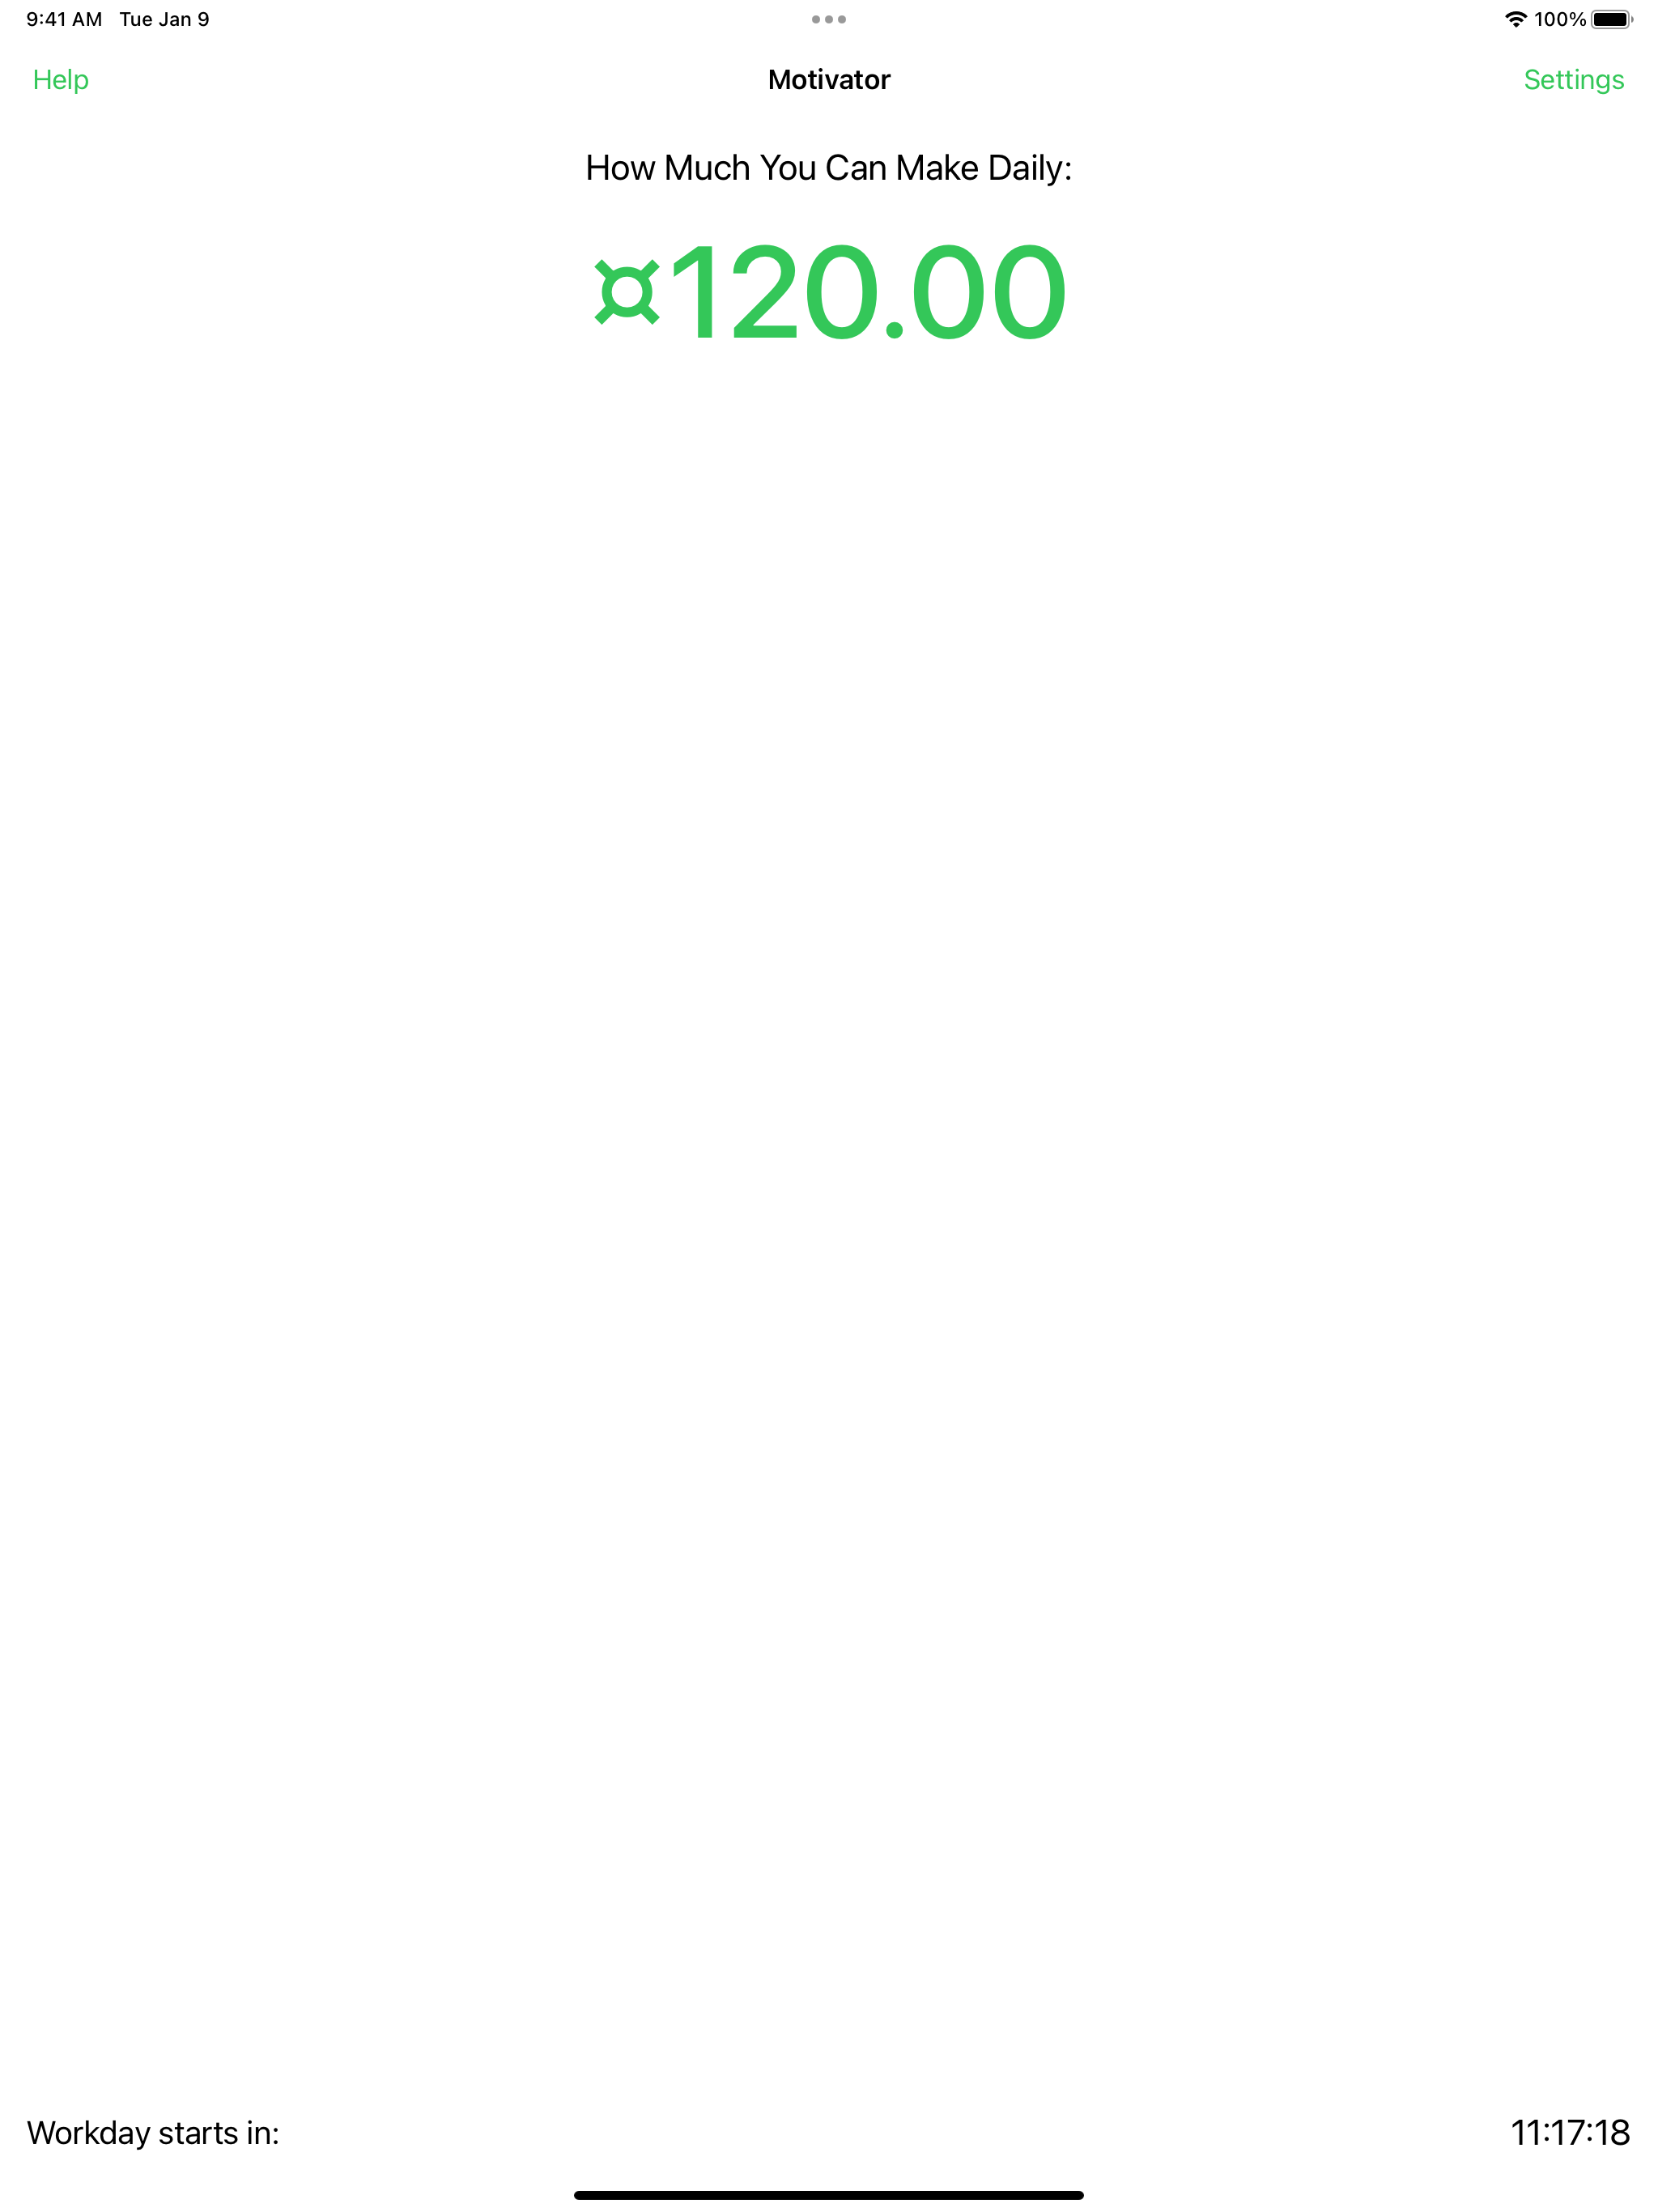 9:41 AM Tue Jan 9 100%
Help Motivator Settings
How Much You Can Make Daily:
¤120.00
Workday starts in: 11:17:18